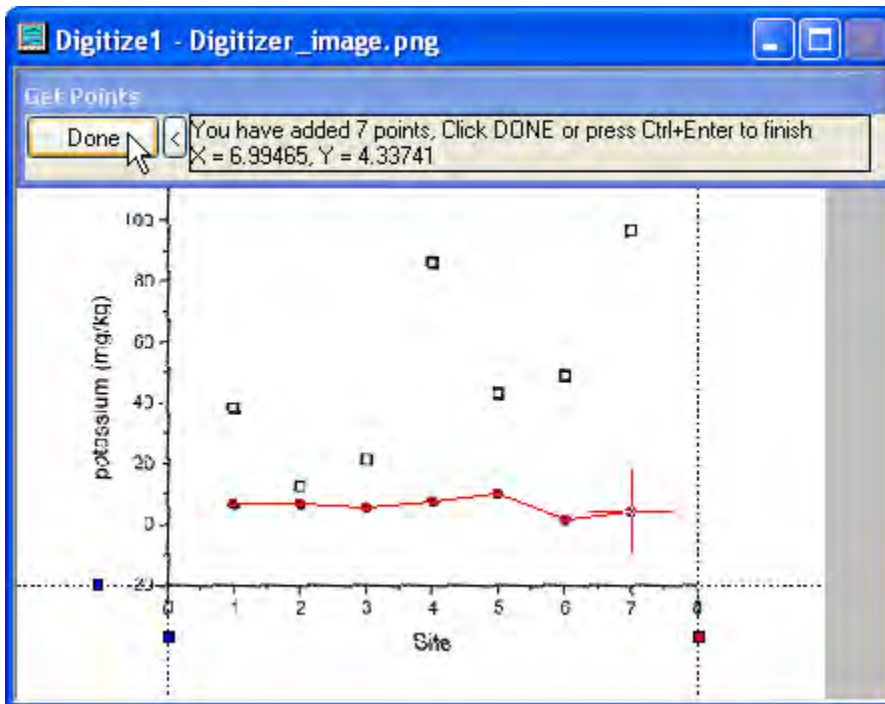 Digitize1 - Digitizer_image.png
Get Points
Done
<
You have added 7 points, Click DONE or press Ctrl+Enter to finish
X = 6.99465, Y = 4.33741
100
80
60
40
20
0
-20
potassium (mg/kg)
0 1 2 3 4 5 6 7 8
Site